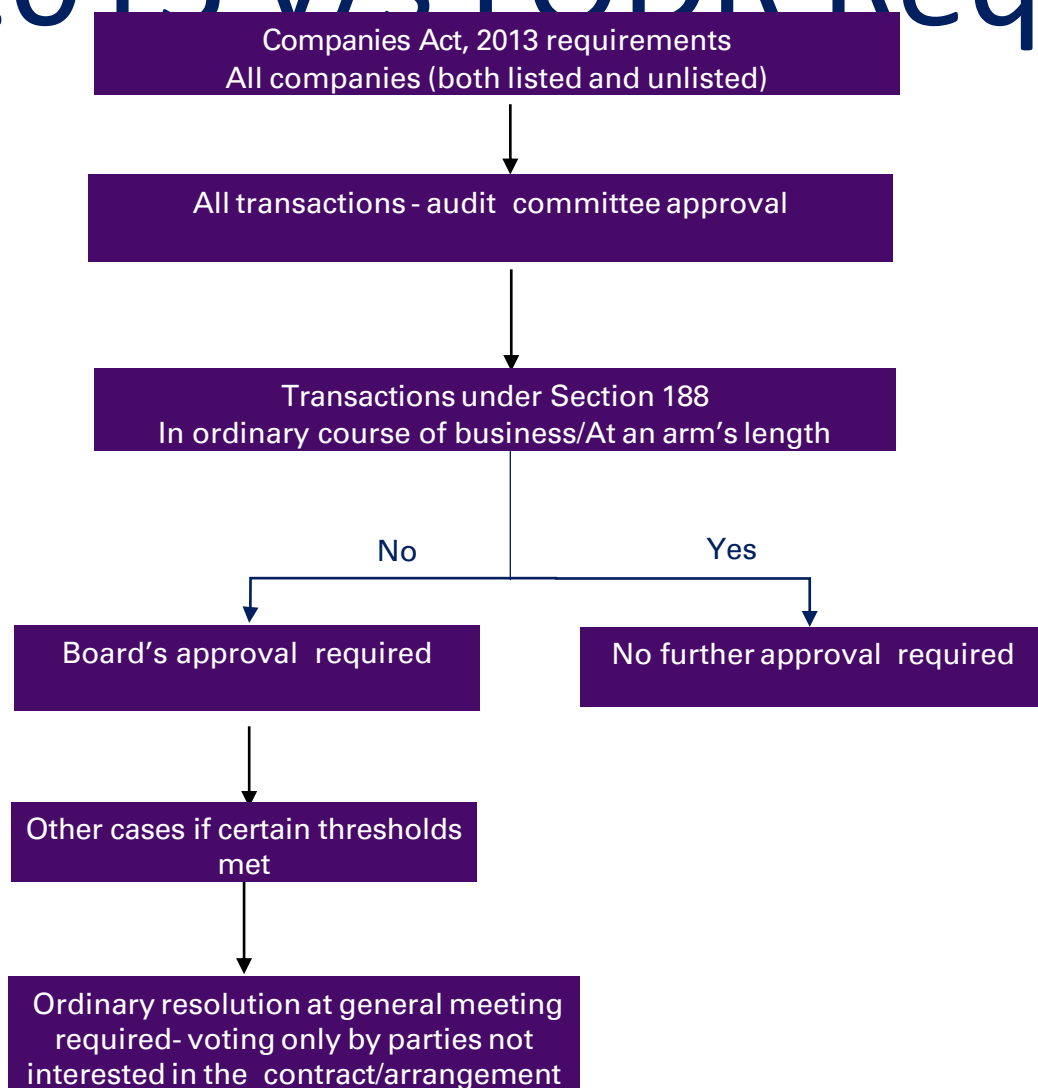 2013 v/s LODR Req
Companies Act, 2013 requirements
All companies (both listed and unlisted)
All transactions - audit committee approval
Transactions under Section 188
In ordinary course of business/At an arm's length
No
Yes
Board's approval required
No further approval required
Other cases if certain thresholds
met
Ordinary resolution at general meeting
required- voting only by parties not
interested in the contract/arrangement